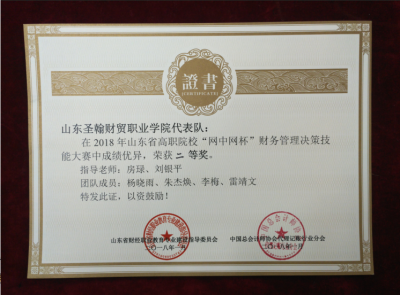 證書
CERTIFICATE
山东圣翰财贸职业学院代表队：
在 2018 年山东省高职院校“网中网杯”财务管理决策技
能大赛中成绩优异，荣获二等奖。
指导老师：房琭、刘银平
团队成员：杨晓雨、朱杰焕、李梅、雷靖文
特发此证，以资鼓励！